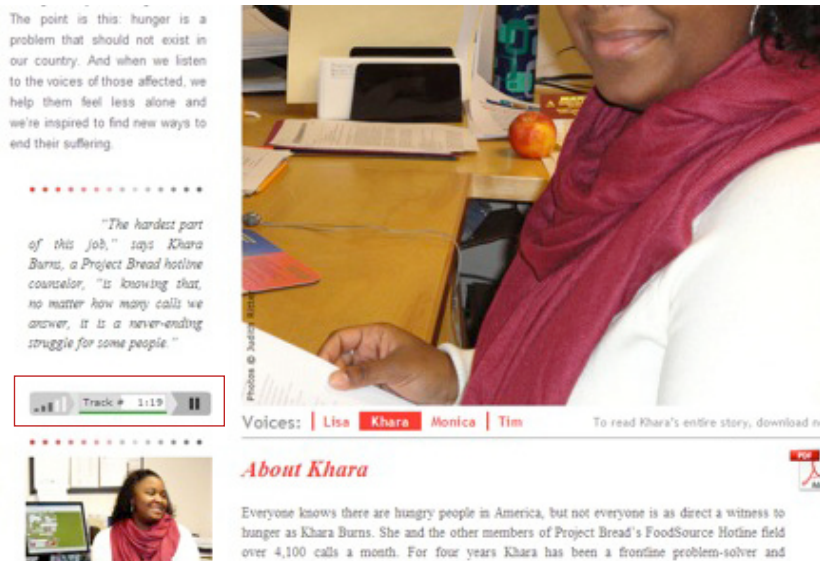 The point is this: hunger is a
problem that should not exist in
our country. And when we listen
to the voices of those affected, we
help them feel less alone and
we're inspired to find new ways to
end their suffering.
"The hardest part
of this job," says Khara
Burns, a Project Bread hotline
counselor, "is knowing that,
no matter how many calls we
answer, it is a never-ending
struggle for some people."
Track # 1:19
Photos © Judith
Voices: | Lisa Khara Monica | Tim
To read Khara's entire story, download
About Khara
PDF
Everyone knows there are hungry people in America, but not everyone is as direct a witness to
hunger as Khara Burns. She and the other members of Project Bread's FoodSource Hotline field
over 4,100 calls a month. For four years Khara has been a frontline problem-solver and